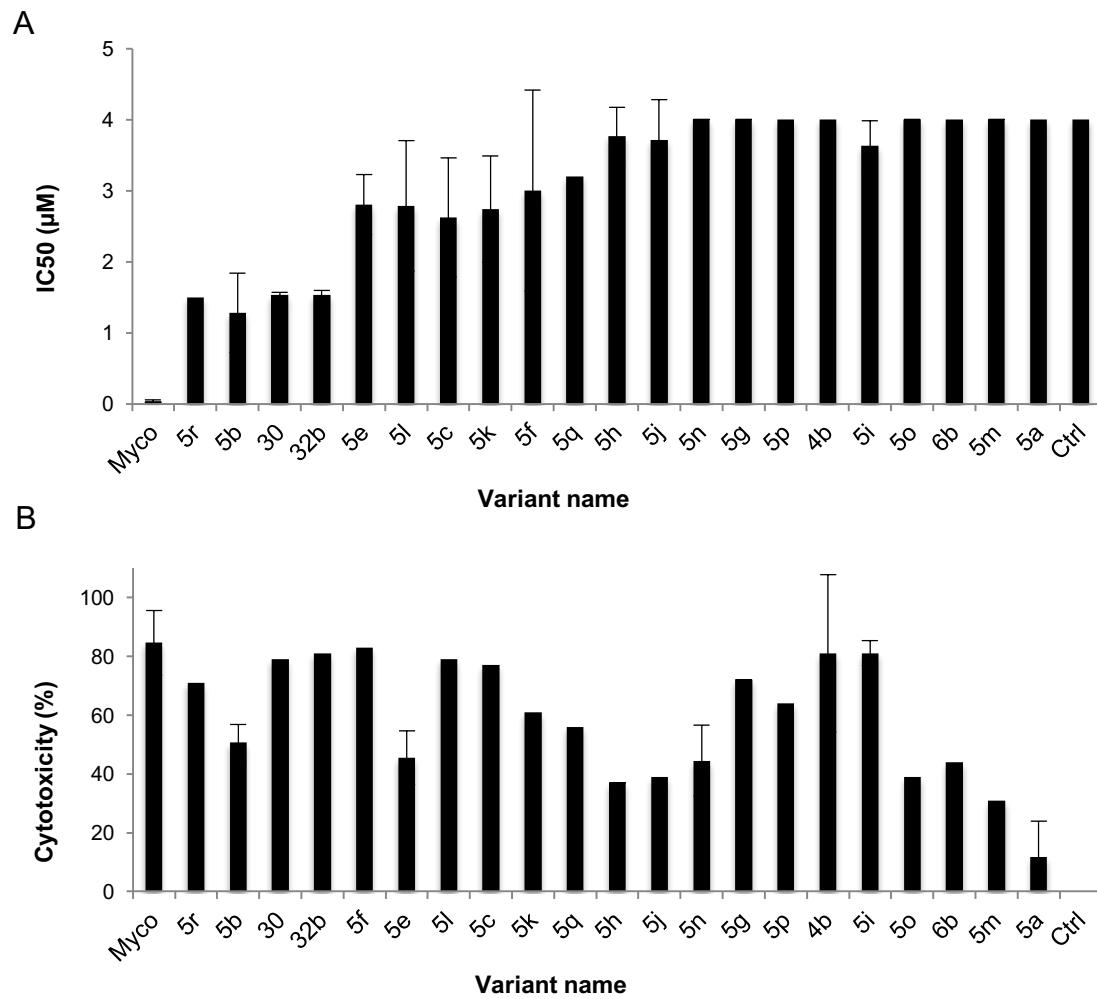 A
5
4
3
2
1
0
IC50 (µM)
Myco 5r 5b 30 32b 5e 5l 5c 5k 5f 5q 5h 5j 5n 5g 5p 4b 5i 5o 6b 5m 5a Ctrl
Variant name
B
100
80
60
40
20
0
Cytotoxicity (%)
Myco 5r 5b 30 32b 5f 5e 5l 5c 5k 5q 5h 5j 5n 5g 5p 4b 5i 5o 6b 5m 5a Ctrl
Variant name